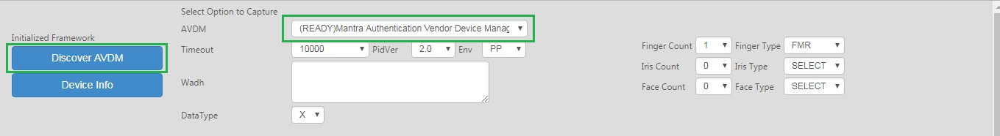 Select Option to Capture
Initialized Framework
Discover AVDM
Device Info
AVDM (READY)Mantra Authentication Vendor Device Manag
Timeout 10000 PidVer 2.0 Env PP
Wadh
DataType X
Finger Count 1 Finger Type FMR
Iris Count 0 Iris Type SELECT
Face Count 0 Face Type SELECT